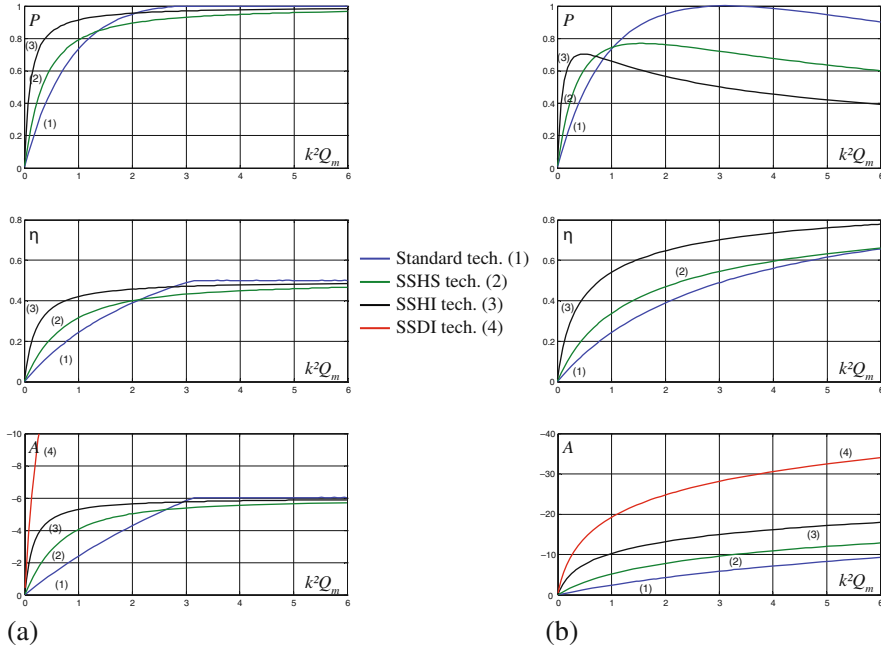 P
1
0.8
0.6
0.4
0.2
0
(3)
(2)
(1)
k²Qm
0 1 2 3 4 5 6
P
1
0.8
0.6
0.4
0.2
0
(3)
(2)
(1)
k²Qm
0 1 2 3 4 5 6
η
0.8
0.6
0.4
0.2
0
(3)
(2)
(1)
k²Qm
0 1 2 3 4 5 6
Standard tech. (1)
SSHS tech. (2)
SSHI tech. (3)
SSDI tech. (4)
η
0.8
0.6
0.4
0.2
0
(3)
(2)
(1)
k²Qm
0 1 2 3 4 5 6
A
−10
−8
−6
−4
−2
0
(4)
(3)
(2)
(1)
k²Qm
0 1 2 3 4 5 6
(a)
A
−40
−30
−20
−10
0
(4)
(3)
(2)
(1)
k²Qm
0 1 2 3 4 5 6
(b)